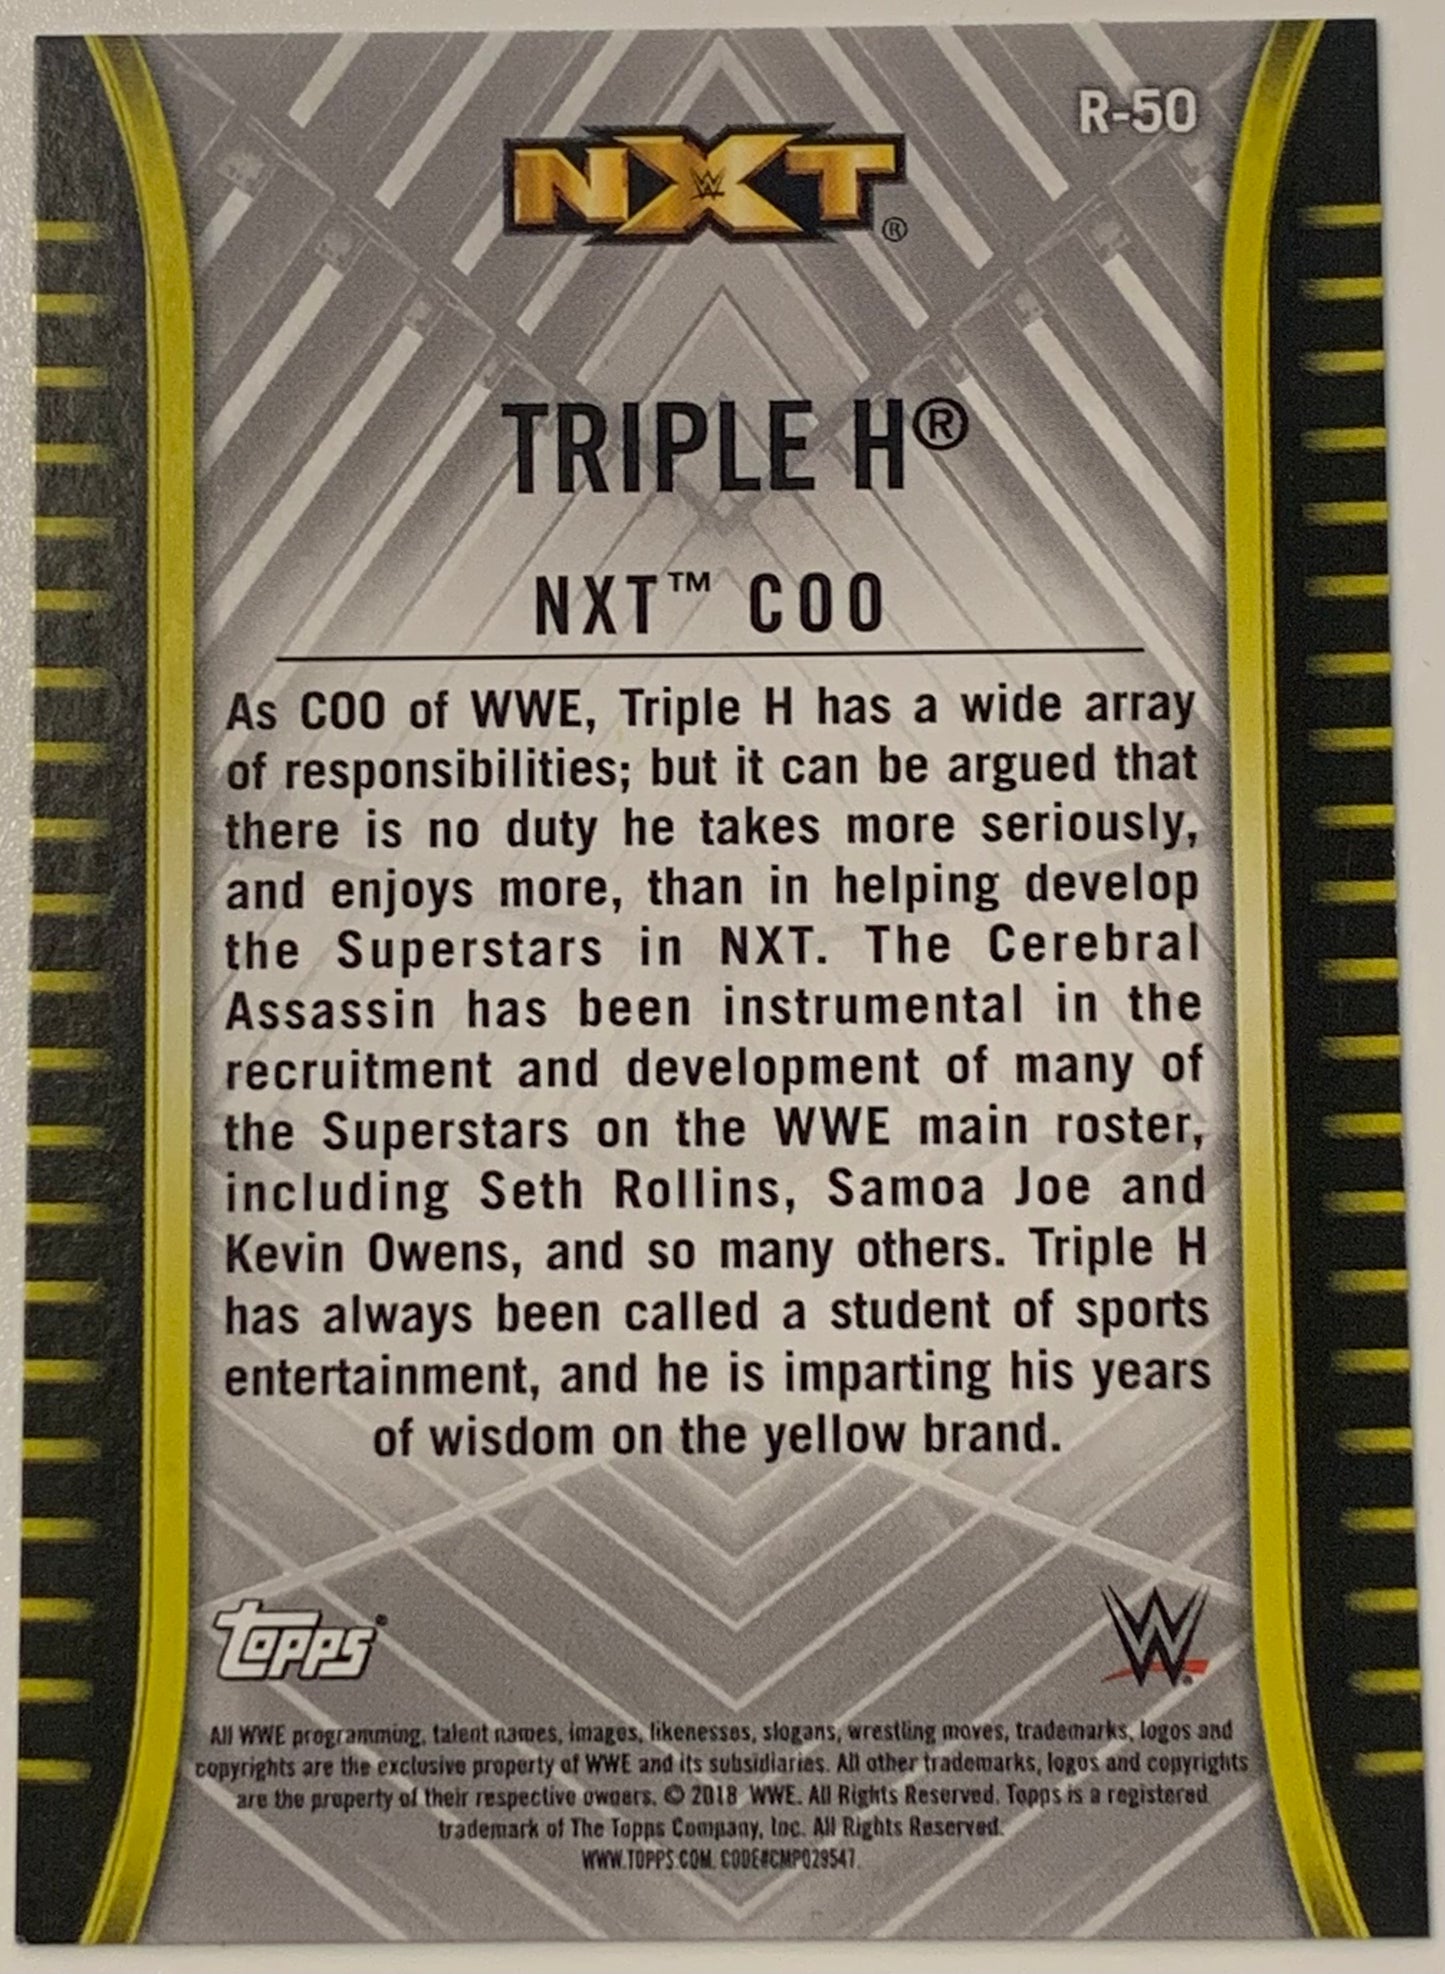 R-50
NXT®
TRIPLE H®
NXT™ COO
As COO of WWE, Triple H has a wide array
of responsibilities; but it can be argued that
there is no duty he takes more seriously,
and enjoys more, than in helping develop
the Superstars in NXT. The Cerebral
Assassin has been instrumental in the
recruitment and development of many of
the Superstars on the WWE main roster,
including Seth Rollins, Samoa Joe and
Kevin Owens, and so many others. Triple H
has always been called a student of sports
entertainment, and he is imparting his years
of wisdom on the yellow brand.
Topps®
W®
All WWE programming, talent names, images, likenesses, slogans, wrestling moves, trademarks, logos and
copyrights are the exclusive property of WWE and its subsidiaries. All other trademarks, logos and copyrights
are the property of their respective owners. © 2018 WWE. All Rights Reserved. Topps is a registered
trademark of The Topps Company, Inc. All Rights Reserved.
WWW.TOPPS.COM. CODE#CMP029547